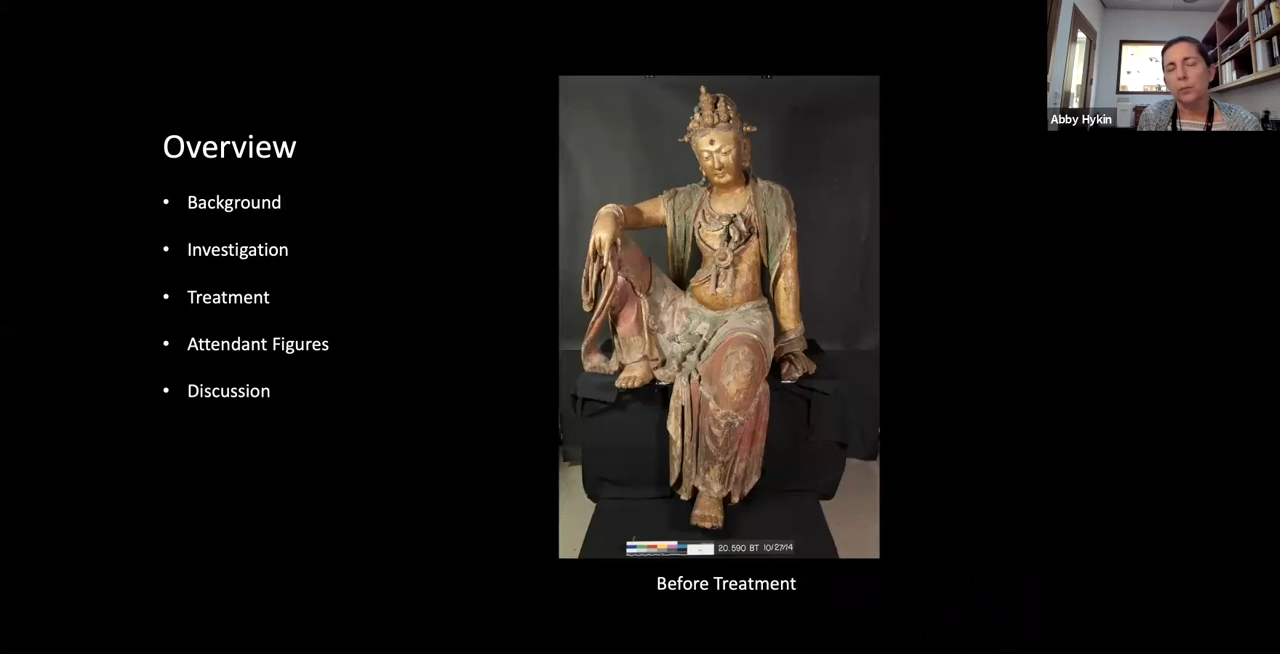 Overview
• Background
• Investigation
• Treatment
• Attendant Figures
• Discussion
20.590 BT 10/27/14
Before Treatment
Abby Hykin